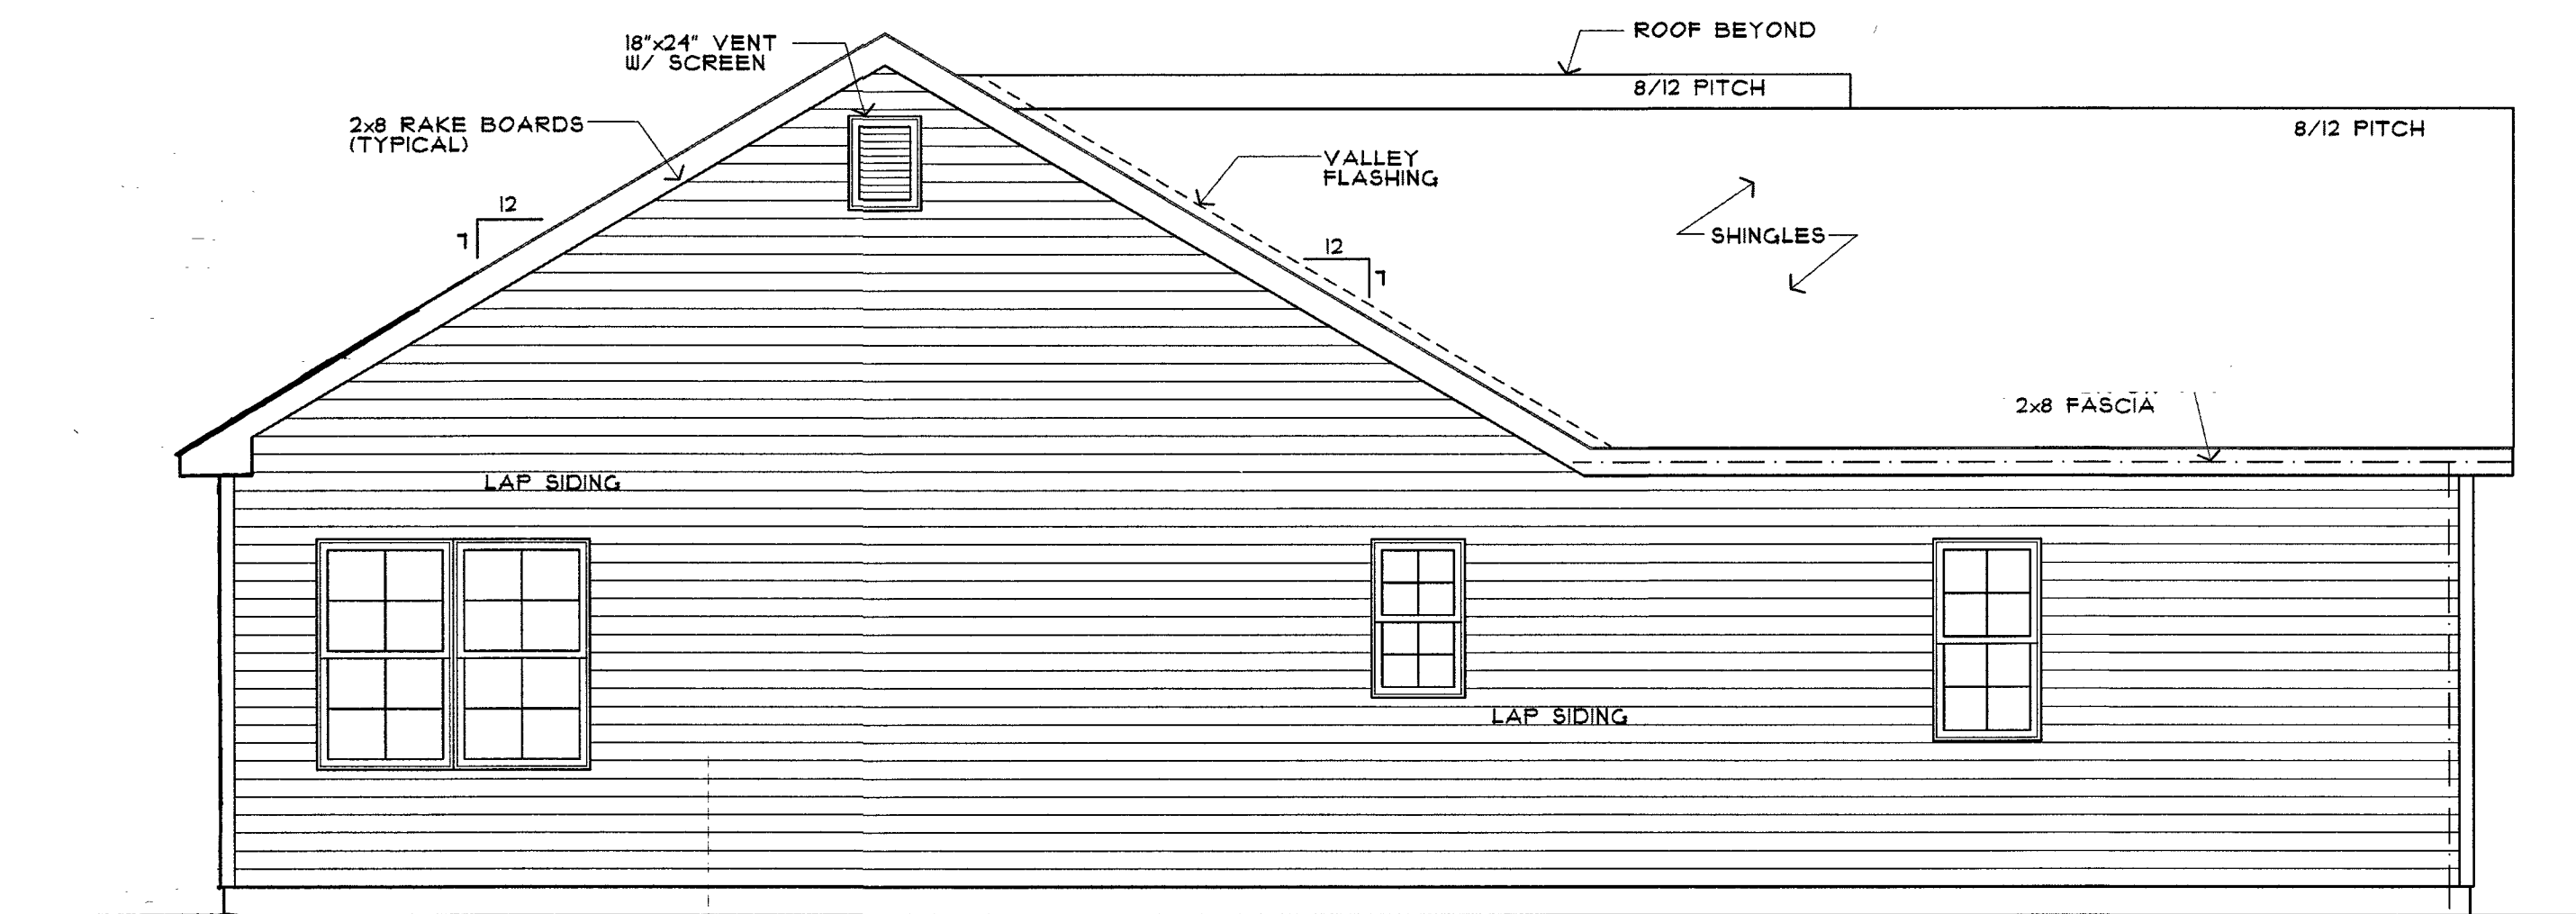 ROOF BEYOND
18"x24" VENT
W/ SCREEN
8/12 PITCH
2x8 RAKE BOARDS
(TYPICAL)
8/12 PITCH
VALLEY
FLASHING
12
7
SHINGLES
12
7
2x8 FASCIA
LAP SIDING
LAP SIDING